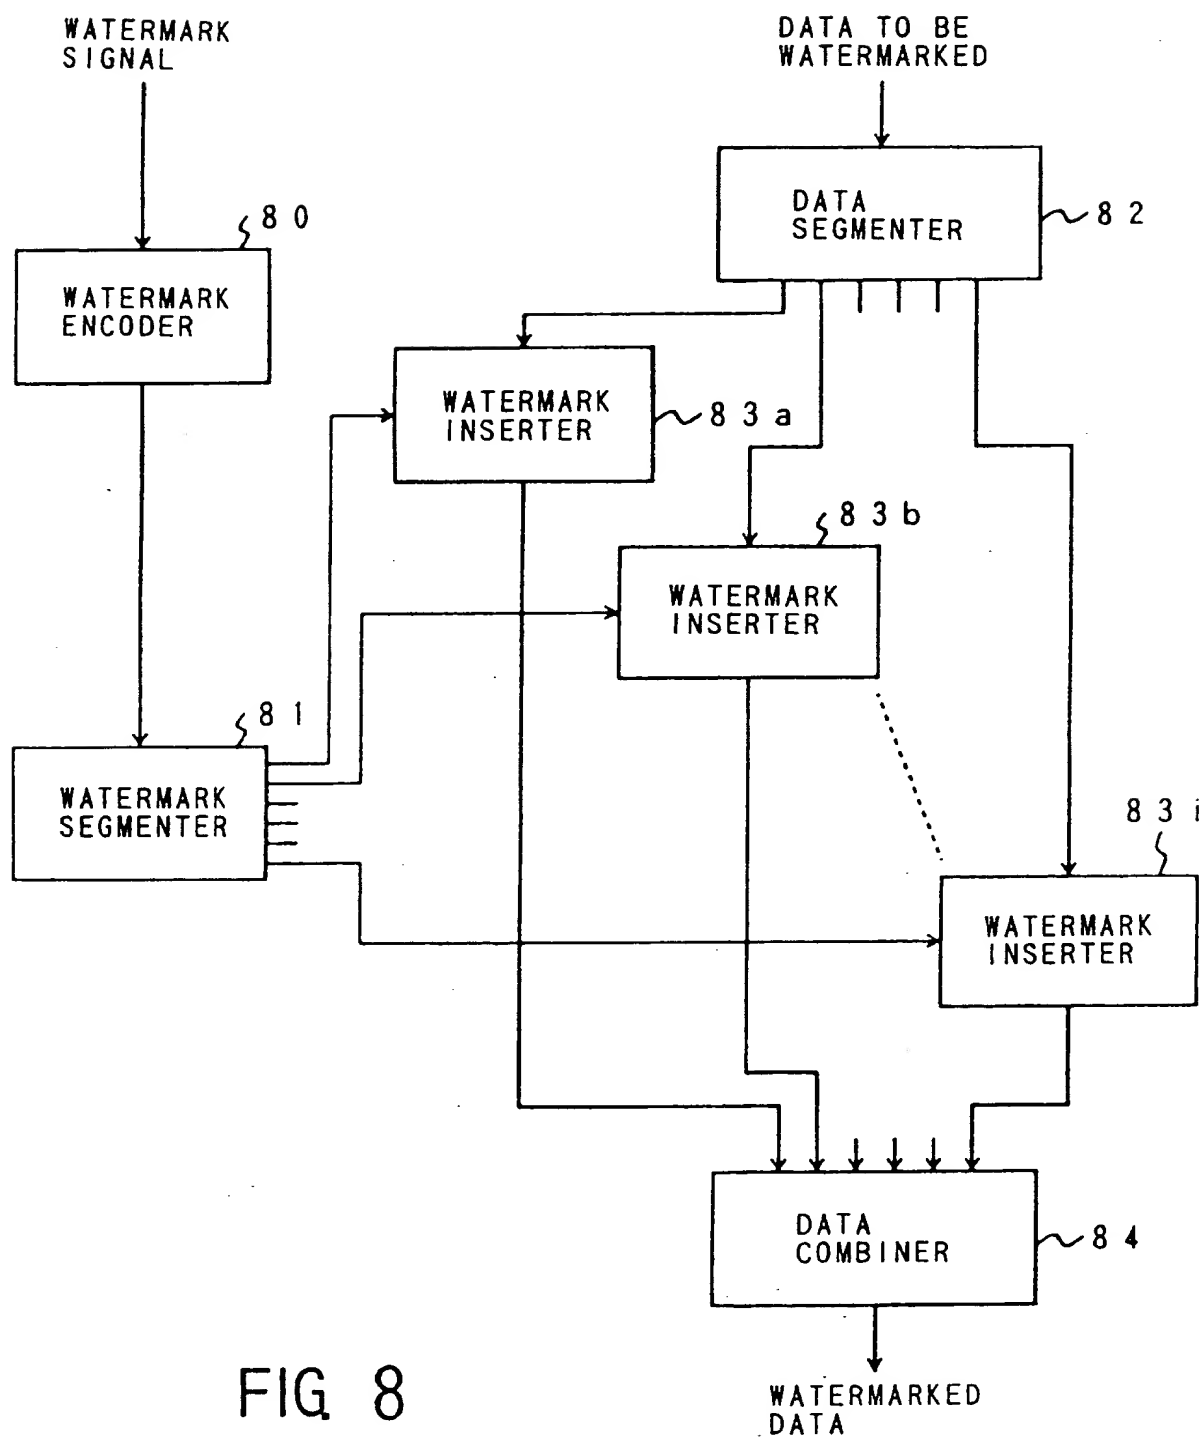 WATERMARK
SIGNAL
DATA TO BE
WATERMARKED
80
WATERMARK
ENCODER
DATA
SEGMENTER
82
WATERMARK
INSERTER
83a
83b
WATERMARK
INSERTER
81
WATERMARK
SEGMENTER
83i
WATERMARK
INSERTER
DATA
COMBINER
84
WATERMARKED
DATA
FIG. 8